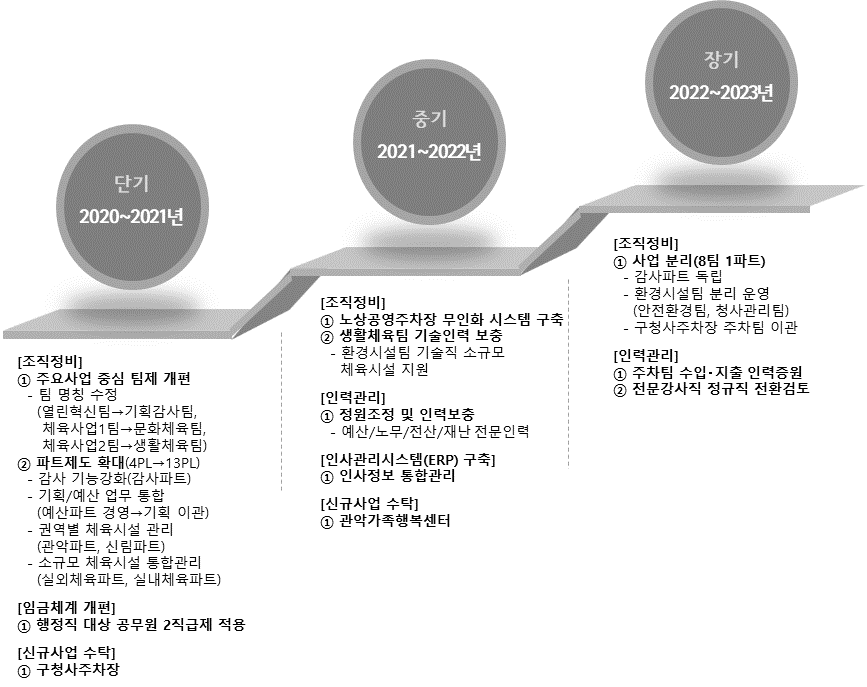 단기
2020~2021년
[조직정비]
① 주요사업 중심 팀제 개편
- 팀 명칭 수정
(열린혁신팀→기획감사팀,
체육사업1팀→문화체육팀,
체육사업2팀→생활체육팀)
② 파트제도 확대(4PL→13PL)
- 감사 기능강화(감사파트)
- 기획/예산 업무 통합
(예산파트 경영→기획 이관)
- 권역별 체육시설 관리
(관악파트, 신림파트)
- 소규모 체육시설 통합관리
(실외체육파트, 실내체육파트)
[임금체계 개편]
① 행정직 대상 공무원 2직급제 적용
[신규사업 수탁]
① 구청사주차장
중기
2021~2022년
[조직정비]
① 노상공영주차장 무인화 시스템 구축
② 생활체육팀 기술인력 보충
- 환경시설팀 기술직 소규모
체육시설 지원
[인력관리]
① 정원조정 및 인력보충
- 예산/노무/전산/재난 전문인력
[인사관리시스템(ERP) 구축]
① 인사정보 통합관리
[신규사업 수탁]
① 관악가족행복센터
장기
2022~2023년
[조직정비]
① 사업 분리(8팀 1파트)
- 감사파트 독립
- 환경시설팀 분리 운영
(안전환경팀, 청사관리팀)
- 구청사주차장 주차팀 이관
[인력관리]
① 주차팀 수입·지출 인력증원
② 전문강사직 정규직 전환검토